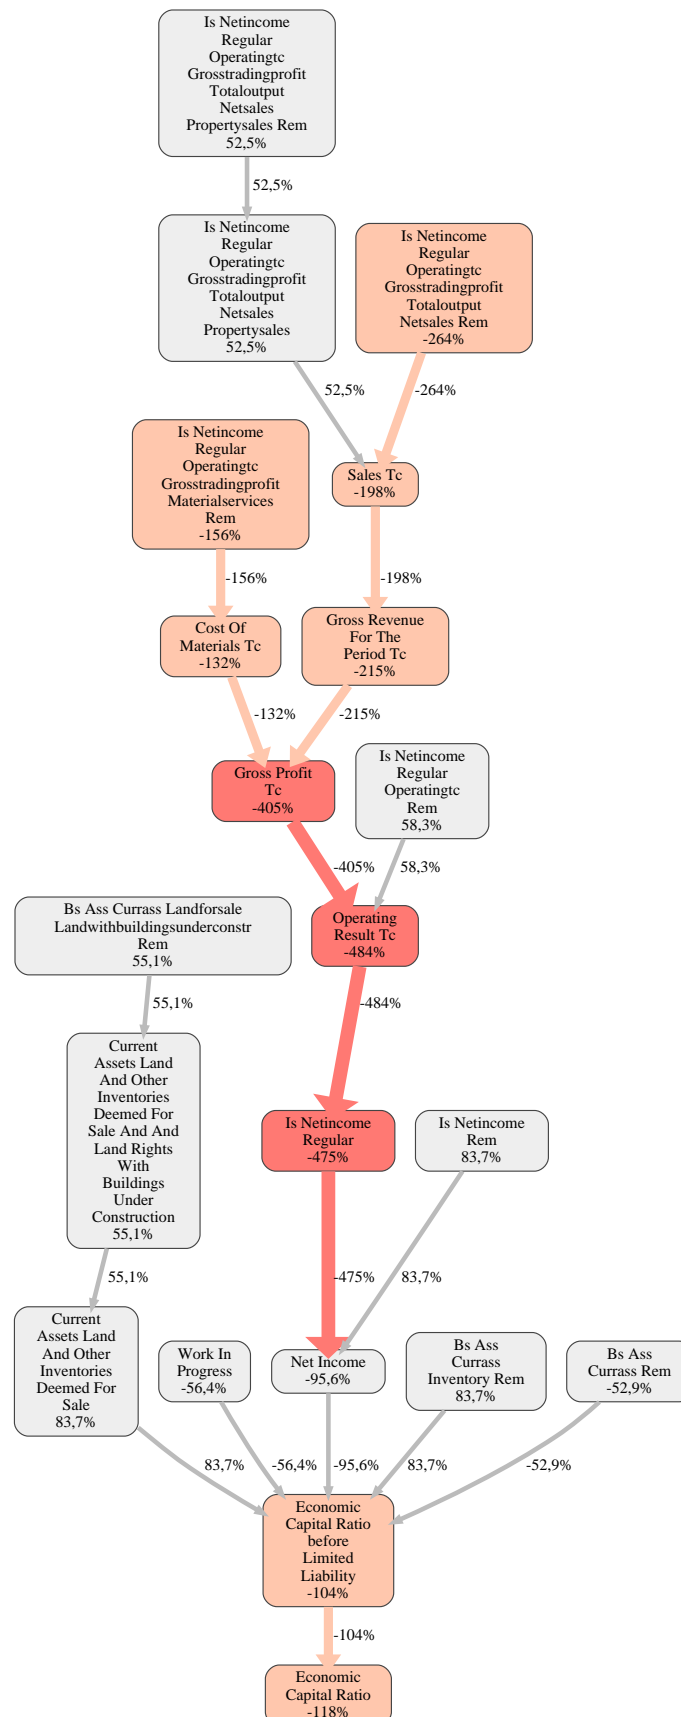 Is Netincome
Regular
Operatingtc
Grosstradingprofit
Totaloutput
Netsales
Propertysales Rem
52,5%
52,5%
Is Netincome
Regular
Operatingtc
Grosstradingprofit
Totaloutput
Netsales
Propertysales
52,5%
Is Netincome
Regular
Operatingtc
Grosstradingprofit
Totaloutput
Netsales Rem
-264%
52,5%
-264%
Is Netincome
Regular
Operatingtc
Grosstradingprofit
Materialservices
Rem
-156%
Sales Tc
-198%
-156%
-198%
Cost Of
Materials Tc
-132%
Gross Revenue
For The
Period Tc
-215%
-132%
-215%
Gross Profit
Tc
-405%
Is Netincome
Regular
Operatingtc
Rem
58,3%
-405%
58,3%
Bs Ass Currass Landforsale
Landwithbuildingsunderconstr
Rem
55,1%
Operating
Result Tc
-484%
55,1%
-484%
Current
Assets Land
And Other
Inventories
Deemed For
Sale And And
Land Rights
With
Buildings
Under
Construction
55,1%
Is Netincome
Regular
-475%
Is Netincome
Rem
83,7%
55,1%
-475%
83,7%
Current
Assets Land
And Other
Inventories
Deemed For
Sale
83,7%
Work In
Progress
-56,4%
Net Income
-95,6%
Bs Ass
Currass
Inventory Rem
83,7%
Bs Ass
Currass Rem
-52,9%
83,7%
-56,4%
-95,6%
83,7%
-52,9%
Economic
Capital Ratio
before
Limited
Liability
-104%
-104%
Economic
Capital Ratio
-118%